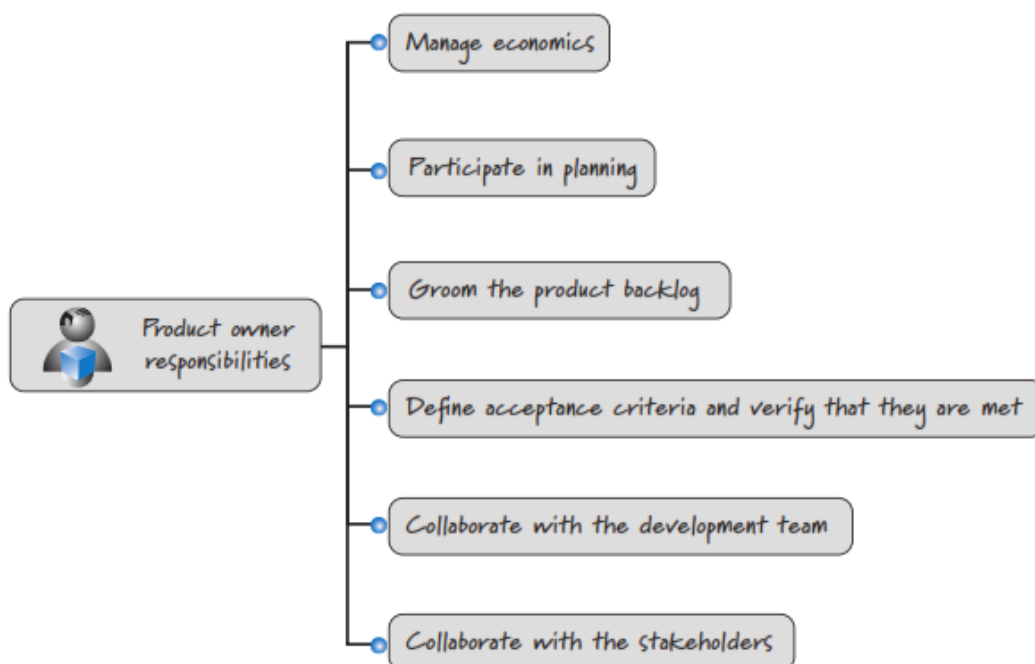 Manage economics
Participate in planning
Groom the product backlog
Product owner
responsibilities
Define acceptance criteria and verify that they are met
Collaborate with the development team
Collaborate with the stakeholders